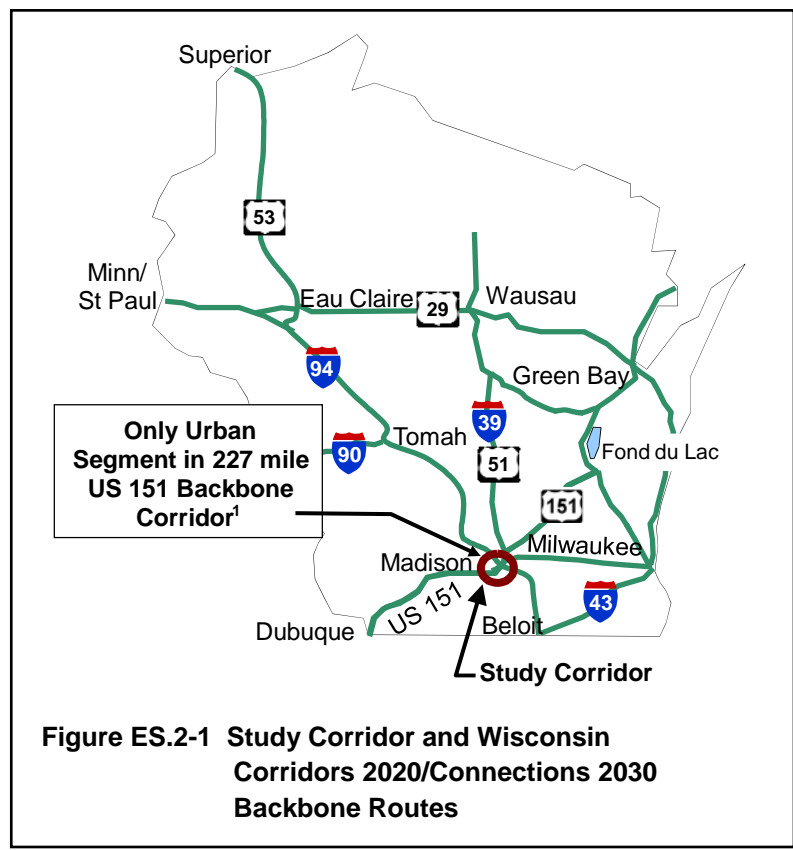 Superior
53
Minn/
St Paul
Eau Claire
29
Wausau
94
Green Bay
Only Urban
Segment in 227 mile
US 151 Backbone
Corridor1
90
Tomah
39
51
Fond du Lac
151
Madison
Milwaukee
US 151
43
Dubuque
Beloit
Study Corridor
Figure ES.2-1 Study Corridor and Wisconsin
Corridors 2020/Connections 2030
Backbone Routes